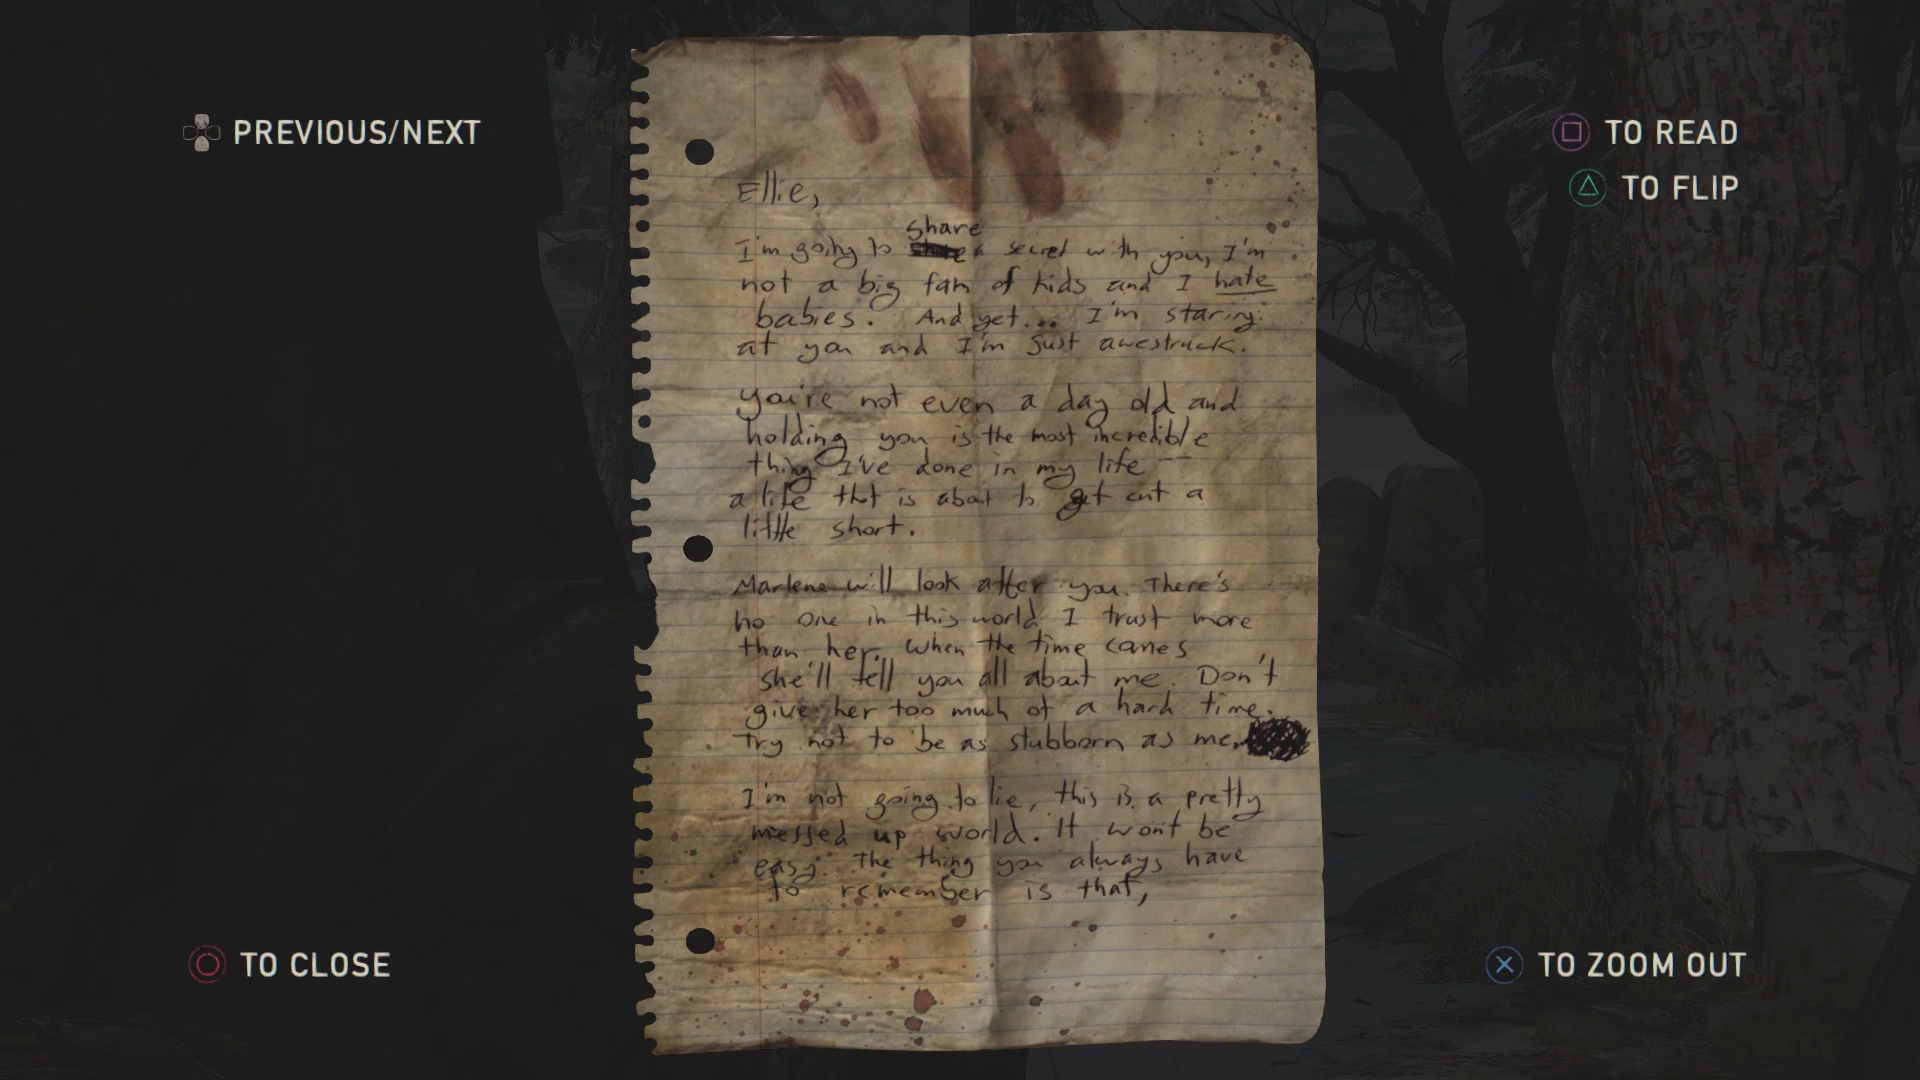 PREVIOUS/NEXT
TO READ
TO FLIP
Ellie,
share
I'm going to a secret with you, I'm
not a big fan of kids and I hate
babies. And yet... I'm staring
at you and I'm just awestruck.
You're not even a day old and
holding you is the most incredible
thing I've done in my life --
a life that is about to get cut a
little short.
Marlene will look after you. There's
no one in this world I trust more
than her. When the time comes
she'll tell you all about me. Don't
give her too much of a hard time.
Try not to be as stubborn as me.
I'm not going to lie, this is a pretty
messed up world. It won't be
easy. The thing you always have
to remember is that,
TO CLOSE
TO ZOOM OUT